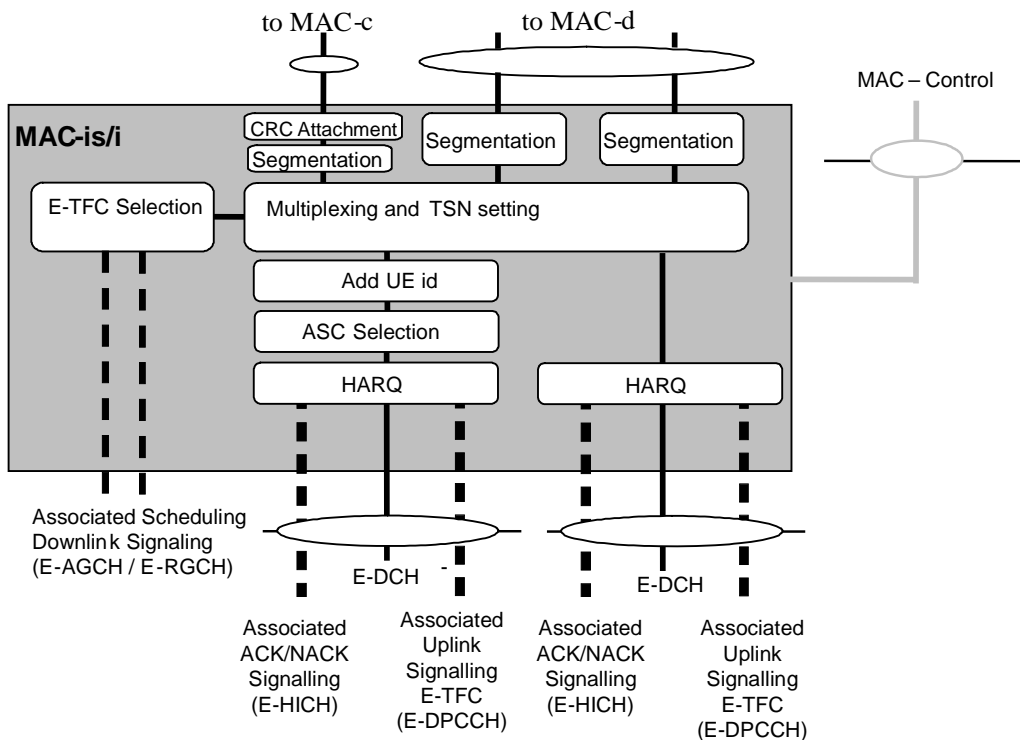 to MAC-c
to MAC-d
MAC – Control
MAC-is/i
CRC Attachment
Segmentation
Segmentation
Segmentation
E-TFC Selection
Multiplexing and TSN setting
Add UE id
ASC Selection
HARQ
HARQ
Associated Scheduling
Downlink Signaling
(E-AGCH / E-RGCH)
E-DCH -
E-DCH
Associated
ACK/NACK
Signalling
(E-HICH)
Associated
Uplink
Signalling
E-TFC
(E-DPCCH)
Associated
ACK/NACK
Signalling
(E-HICH)
Associated
Uplink
Signalling
E-TFC
(E-DPCCH)